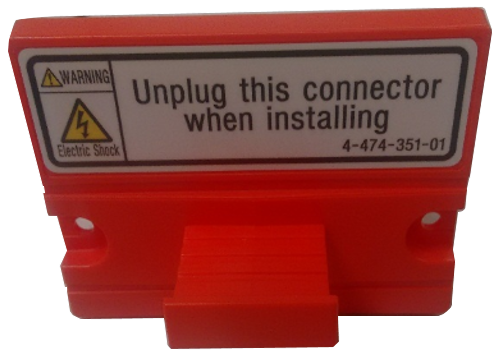 WARNING
Electric Shock
Unplug this connector
when installing
4-474-351-01